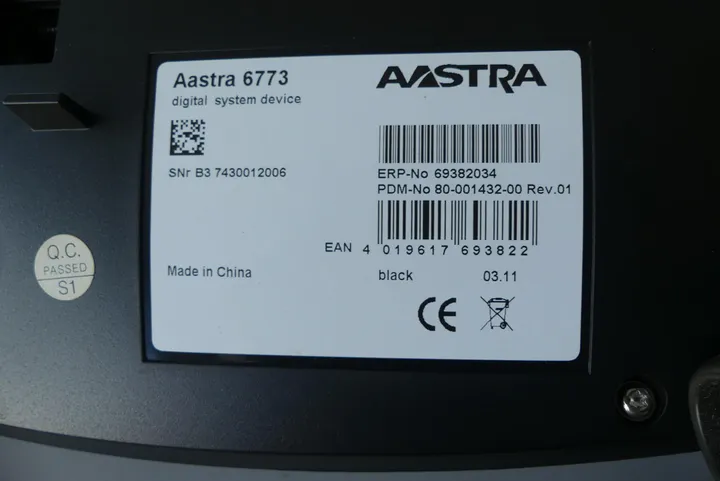 Aastra 6773
digital system device
AASTRA
SNr B3 7430012006
ERP-No 69382034
PDM-No 80-001432-00 Rev.01
EAN 4 019617 693822
Made in China
black 03.11
CE
Q.C.
PASSED
S1